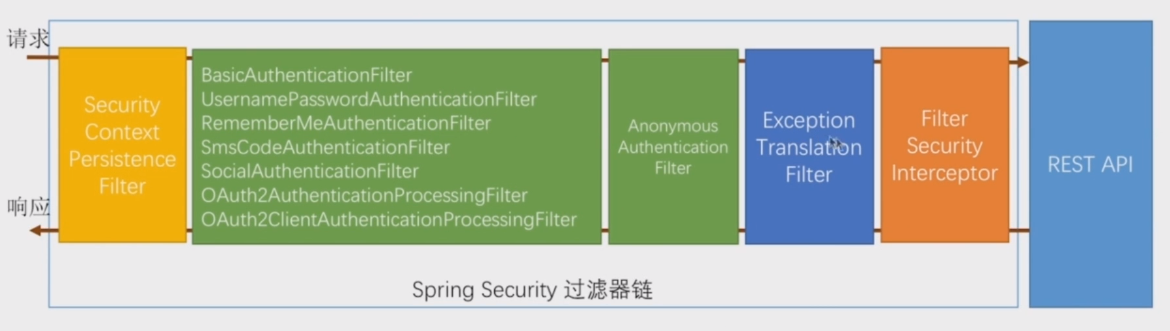 请求
Security
Context
Persistence
Filter
BasicAuthenticationFilter
UsernamePasswordAuthenticationFilter
RememberMeAuthenticationFilter
SmsCodeAuthenticationFilter
SocialAuthenticationFilter
OAuth2AuthenticationProcessingFilter
OAuth2ClientAuthenticationProcessingFilter
Anonymous
Authentication
Filter
Exception
Translation
Filter
Filter
Security
Interceptor
REST API
响应
Spring Security 过滤器链